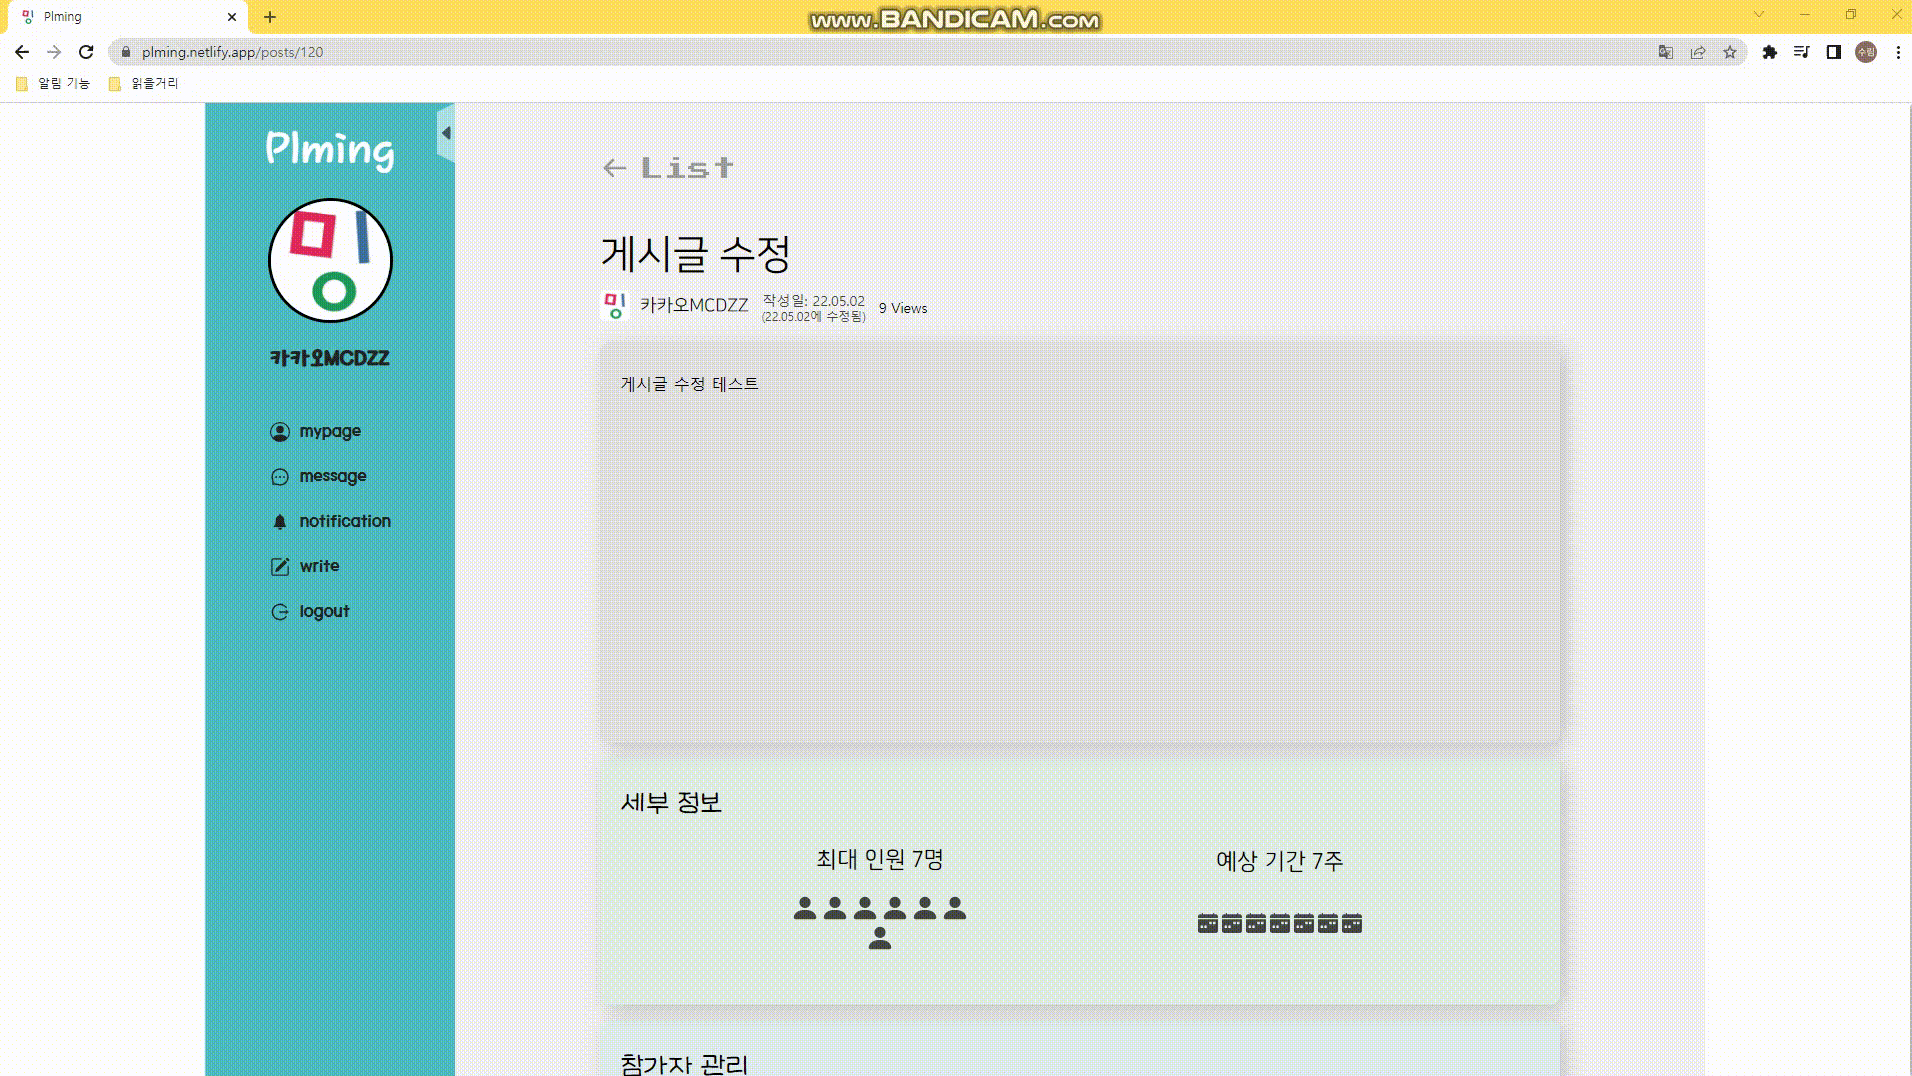 Plming
www.BANDICAM.com
plming.netlify.app/posts/120
수림
알림 기능
읽을거리
Plming
밍
카카오MCDZZ
mypage
message
notification
write
logout
← List
게시글 수정
밍
카카오MCDZZ
작성일: 22.05.02
(22.05.02에 수정됨)
9 Views
게시글 수정 테스트
세부 정보
최대 인원 7명
예상 기간 7주
참가자 관리